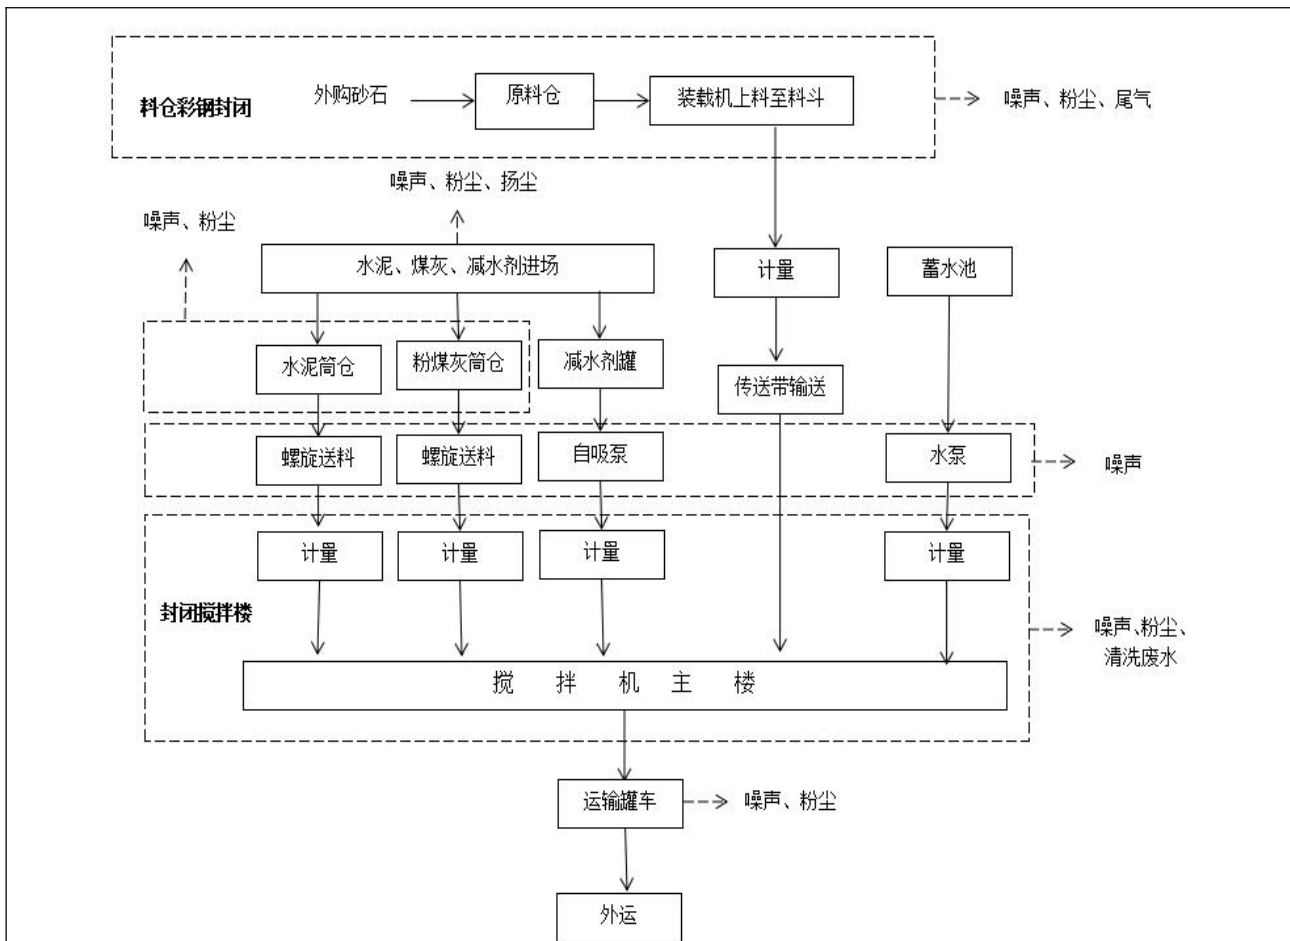 料仓彩钢封闭
外购砂石
原料仓
装载机上料至料斗
噪声、粉尘、尾气
噪声、粉尘、扬尘
噪声、粉尘
水泥、煤灰、减水剂进场
计量
蓄水池
水泥筒仓
粉煤灰筒仓
减水剂罐
传送带输送
螺旋送料
螺旋送料
自吸泵
水泵
噪声
计量
计量
计量
计量
封闭搅拌楼
噪声、粉尘、
清洗废水
搅拌机主楼
运输罐车
噪声、粉尘
外运